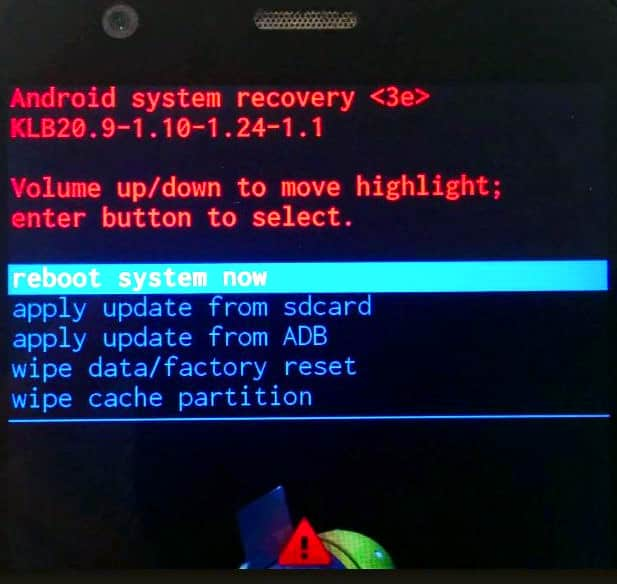 Android system recovery <3e>
KLB20.9-1.10-1.24-1.1
Volume up/down to move highlight;
enter button to select.
reboot system now
apply update from sdcard
apply update from ADB
wipe data/factory reset
wipe cache partition